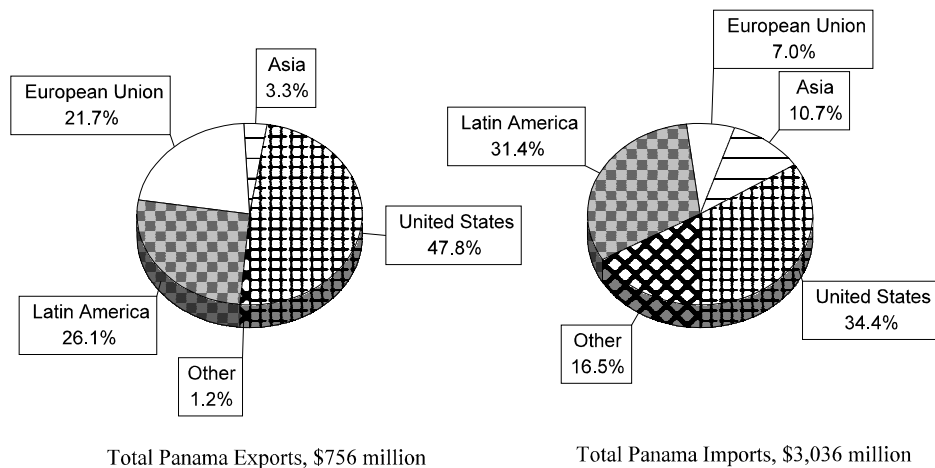 Asia
3.3%
European Union
21.7%
United States
47.8%
Latin America
26.1%
Other
1.2%
Total Panama Exports, $756 million
European Union
7.0%
Asia
10.7%
Latin America
31.4%
United States
34.4%
Other
16.5%
Total Panama Imports, $3,036 million